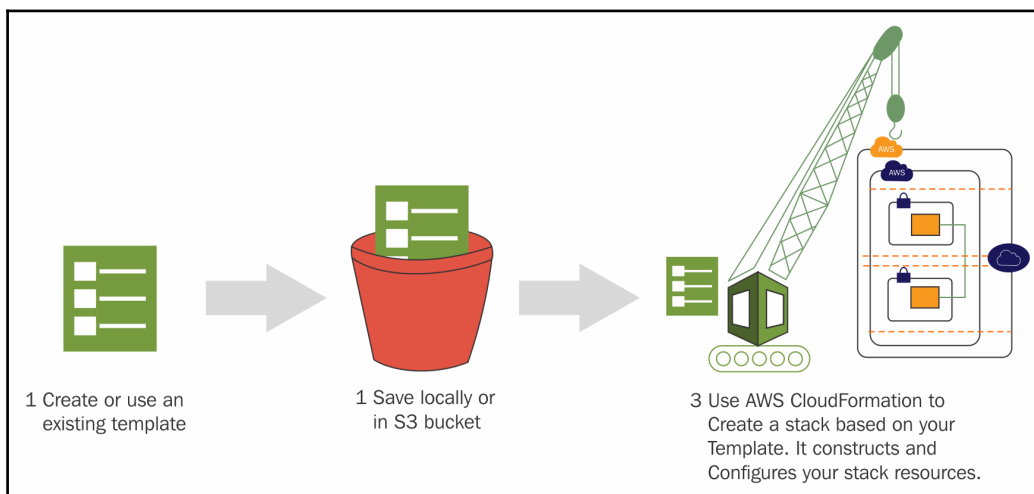 AWS
AWS
1 Create or use an
existing template
1 Save locally or
in S3 bucket
3 Use AWS CloudFormation to
Create a stack based on your
Template. It constructs and
Configures your stack resources.